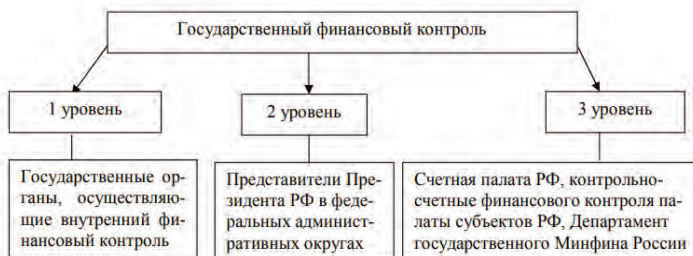 Государственный финансовый контроль
1 уровень
2 уровень
3 уровень
Государственные ор-
ганы, осуществляю-
щие внутренний фи-
нансовый контроль
Представители Пре-
зидента РФ в феде-
ральных админист-
ративных округах
Счетная палата РФ, контрольно-
счетные финансового контроля па-
латы субъектов РФ, Департамент
государственного Минфина России